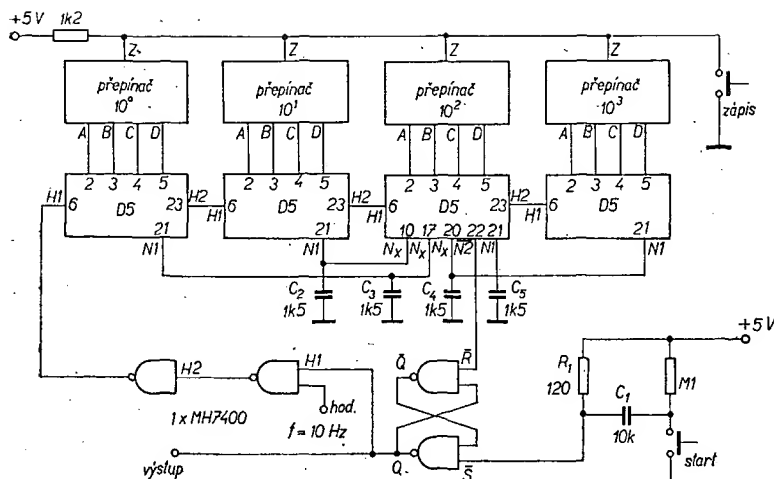 +5V 1k2
Z Z Z Z
přepínač 10⁰ přepínač 10¹ přepínač 10² přepínač 10³
zápis
A B C D A B C D A B C D A B C D
2 3 4 5 2 3 4 5 2 3 4 5 2 3 4 5
H1 6 D5 23 H2 H1 6 D5 23 H2 H1 6 D5 23 H2 H1 6 D5
21 21 10 17 20 22 21 21
N1 N1 Nx Nx Nx N2 N1 N1
C2 1k5 C3 1k5 C4 1k5 C5 1k5
+5V
H2 H1 Q̄ R̄ R1 120 M1
hod. C1 10k
1 x MH7400 f = 10 Hz
výstup Q S̄ start